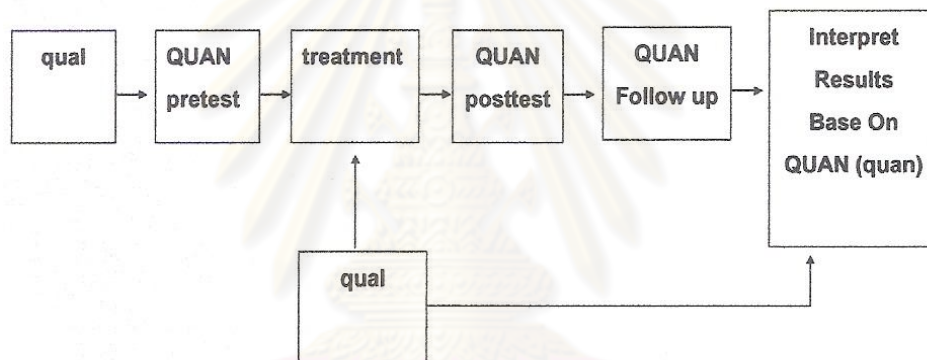 qual
QUAN
pretest
treatment
QUAN
posttest
QUAN
Follow up
Interpret
Results
Base On
QUAN (quan)
qual